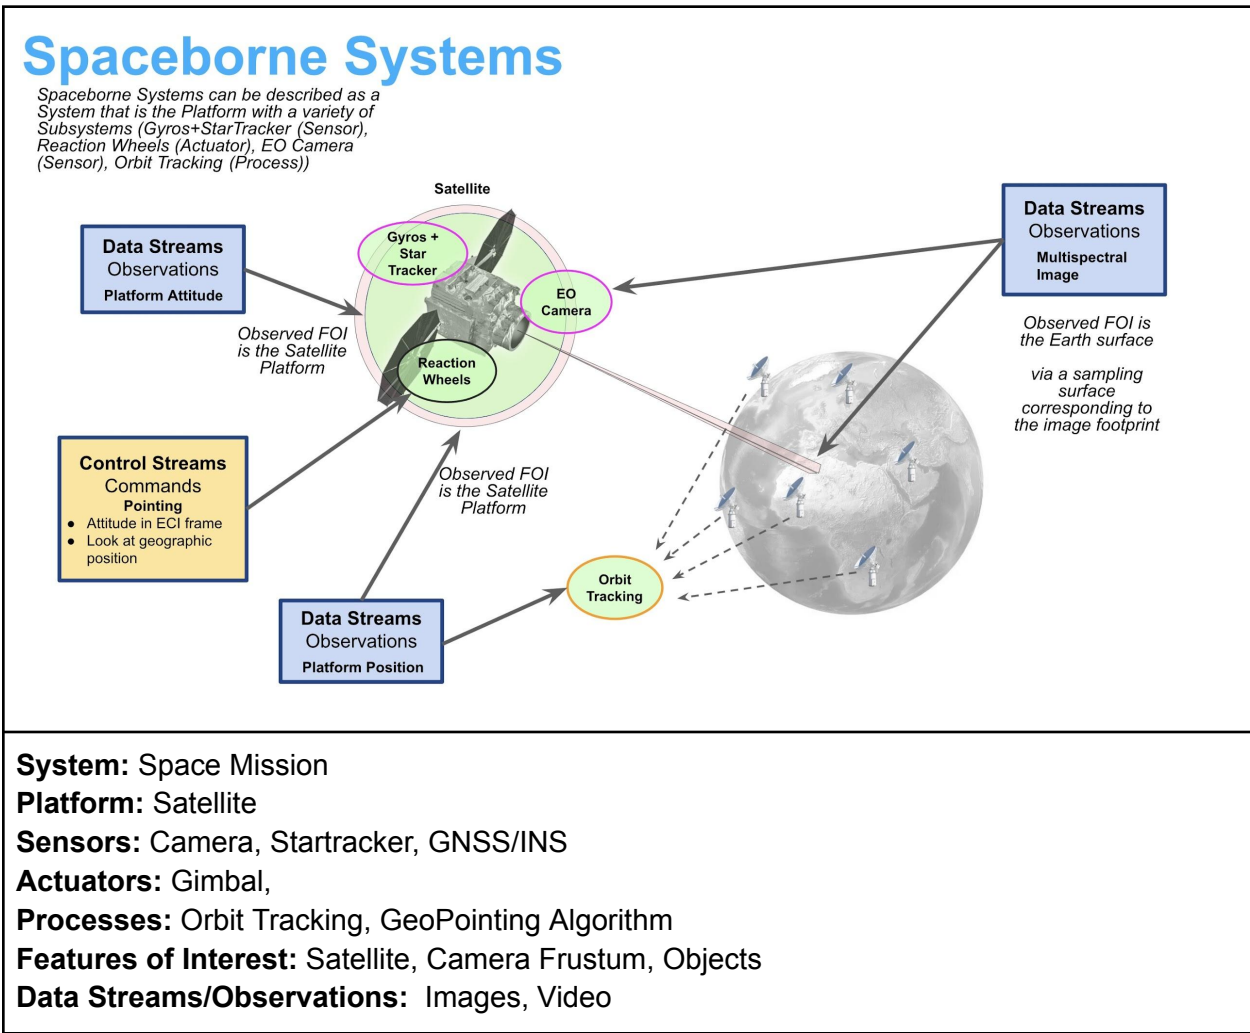 Spaceborne Systems
Spaceborne Systems can be described as a
System that is the Platform with a variety of
Subsystems (Gyros+StarTracker (Sensor),
Reaction Wheels (Actuator), EO Camera
(Sensor), Orbit Tracking (Process))
Satellite
Gyros +
Star
Tracker
EO
Camera
Reaction
Wheels
Data Streams
Observations
Platform Attitude
Observed FOI
is the Satellite
Platform
Data Streams
Observations
Multispectral
Image
Observed FOI is
the Earth surface
via a sampling
surface
corresponding to
the image footprint
Control Streams
Commands
Pointing
● Attitude in ECI frame
● Look at geographic
position
Observed FOI
is the Satellite
Platform
Orbit
Tracking
Data Streams
Observations
Platform Position
System: Space Mission
Platform: Satellite
Sensors: Camera, Startracker, GNSS/INS
Actuators: Gimbal,
Processes: Orbit Tracking, GeoPointing Algorithm
Features of Interest: Satellite, Camera Frustum, Objects
Data Streams/Observations: Images, Video